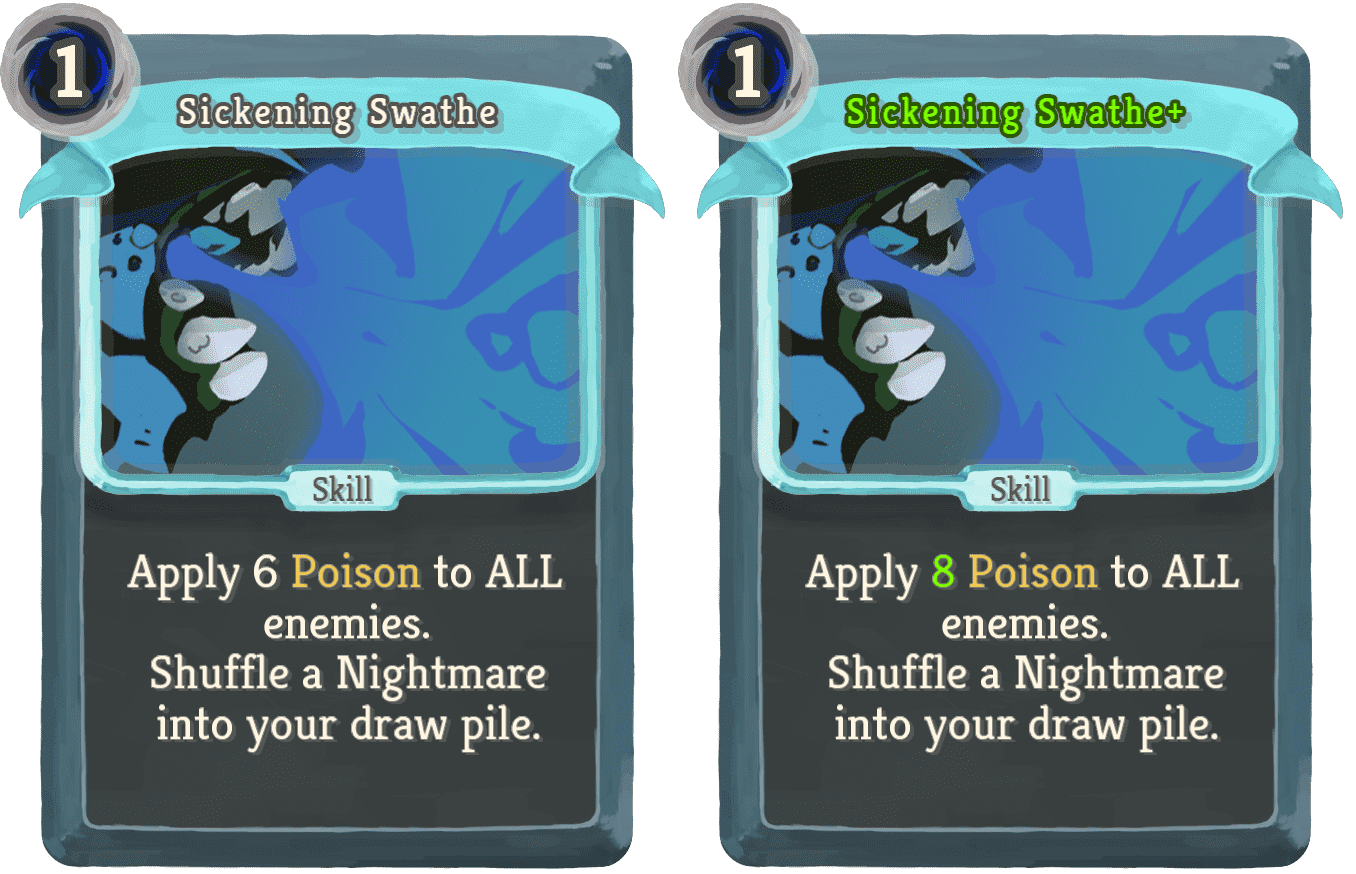 1
Sickening Swathe
Skill
Apply 6 Poison to ALL
enemies.
Shuffle a Nightmare
into your draw pile.
1
Sickening Swathe+
Skill
Apply 8 Poison to ALL
enemies.
Shuffle a Nightmare
into your draw pile.